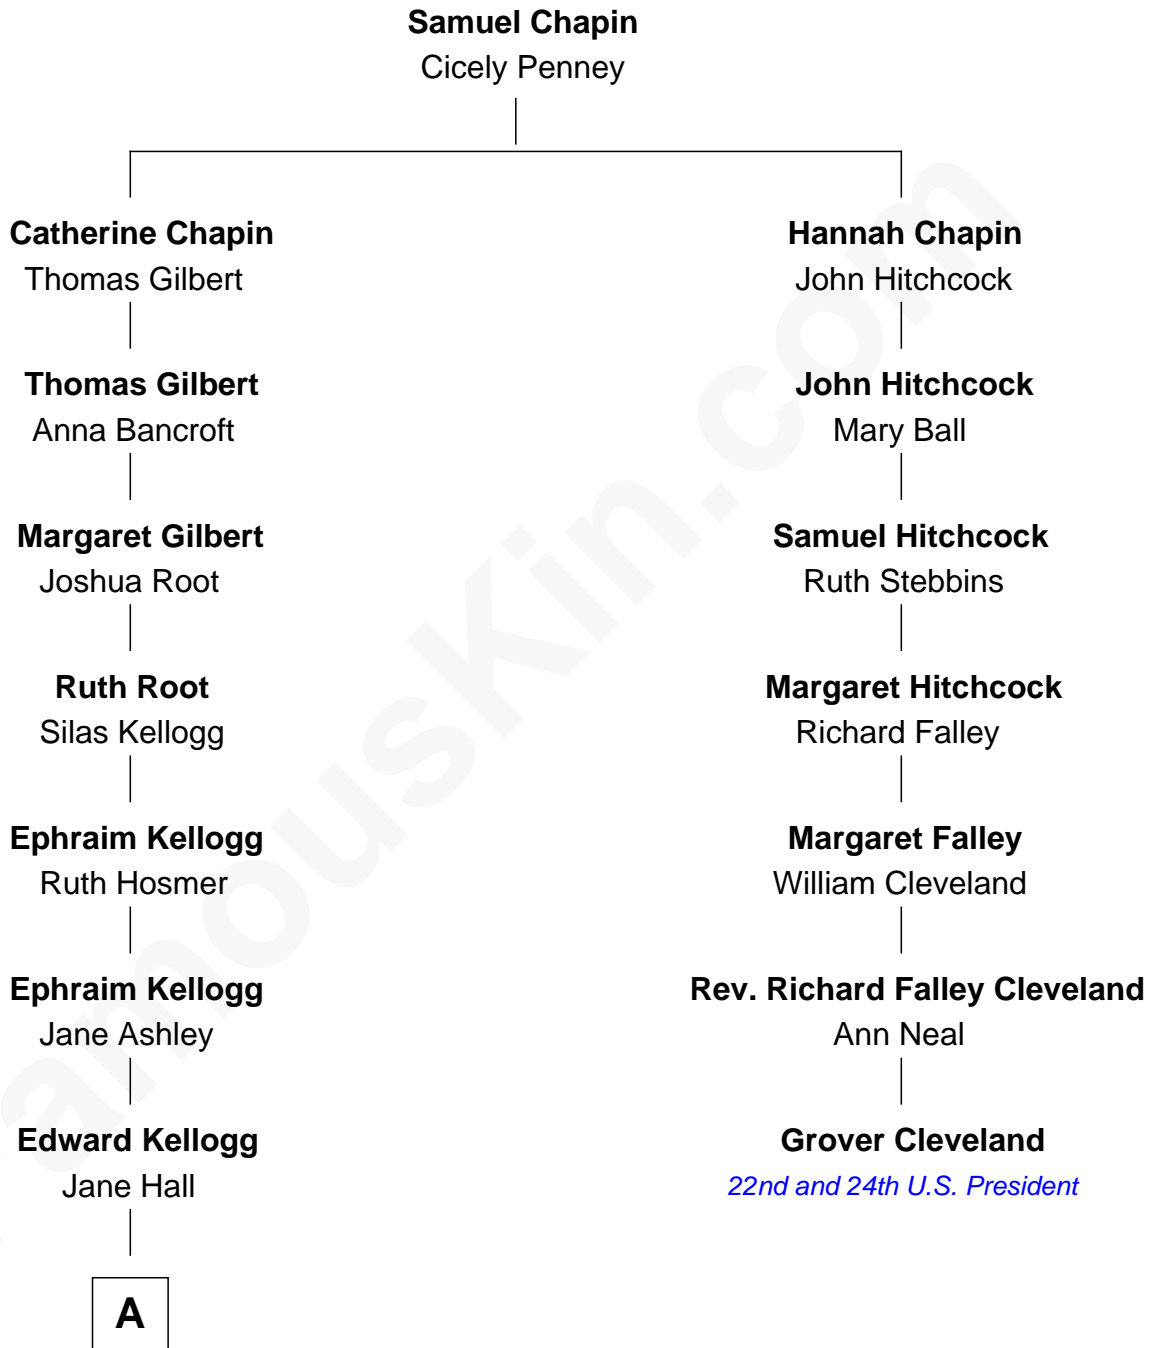 Samuel Chapin
Cicely Penney
Catherine Chapin
Thomas Gilbert
Hannah Chapin
John Hitchcock
Thomas Gilbert
Anna Bancroft
John Hitchcock
Mary Ball
Margaret Gilbert
Joshua Root
Samuel Hitchcock
Ruth Stebbins
Ruth Root
Silas Kellogg
Margaret Hitchcock
Richard Falley
Ephraim Kellogg
Ruth Hosmer
Margaret Falley
William Cleveland
Ephraim Kellogg
Jane Ashley
Rev. Richard Falley Cleveland
Ann Neal
Edward Kellogg
Jane Hall
Grover Cleveland
22nd and 24th U.S. President
A
amousKin.com